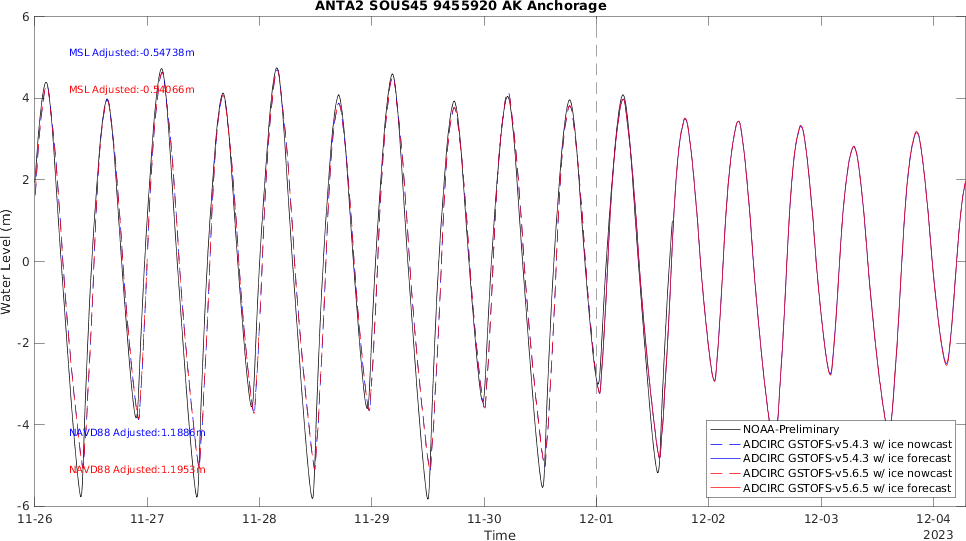 ANTA2 SOUS45 9455920 AK Anchorage
6
MSL Adjusted:-0.54738m
MSL Adjusted:-0.54066m
4
2
0
-2
-4
-6
Water Level (m)
NAVD88 Adjusted:1.1886m
NAVD88 Adjusted:1.1953m
NOAA-Preliminary
ADCIRC GSTOFS-v5.4.3 w/ ice nowcast
ADCIRC GSTOFS-v5.4.3 w/ ice forecast
ADCIRC GSTOFS-v5.6.5 w/ ice nowcast
ADCIRC GSTOFS-v5.6.5 w/ ice forecast
11-26 11-27 11-28 11-29 11-30 12-01 12-02 12-03 12-04
Time
2023